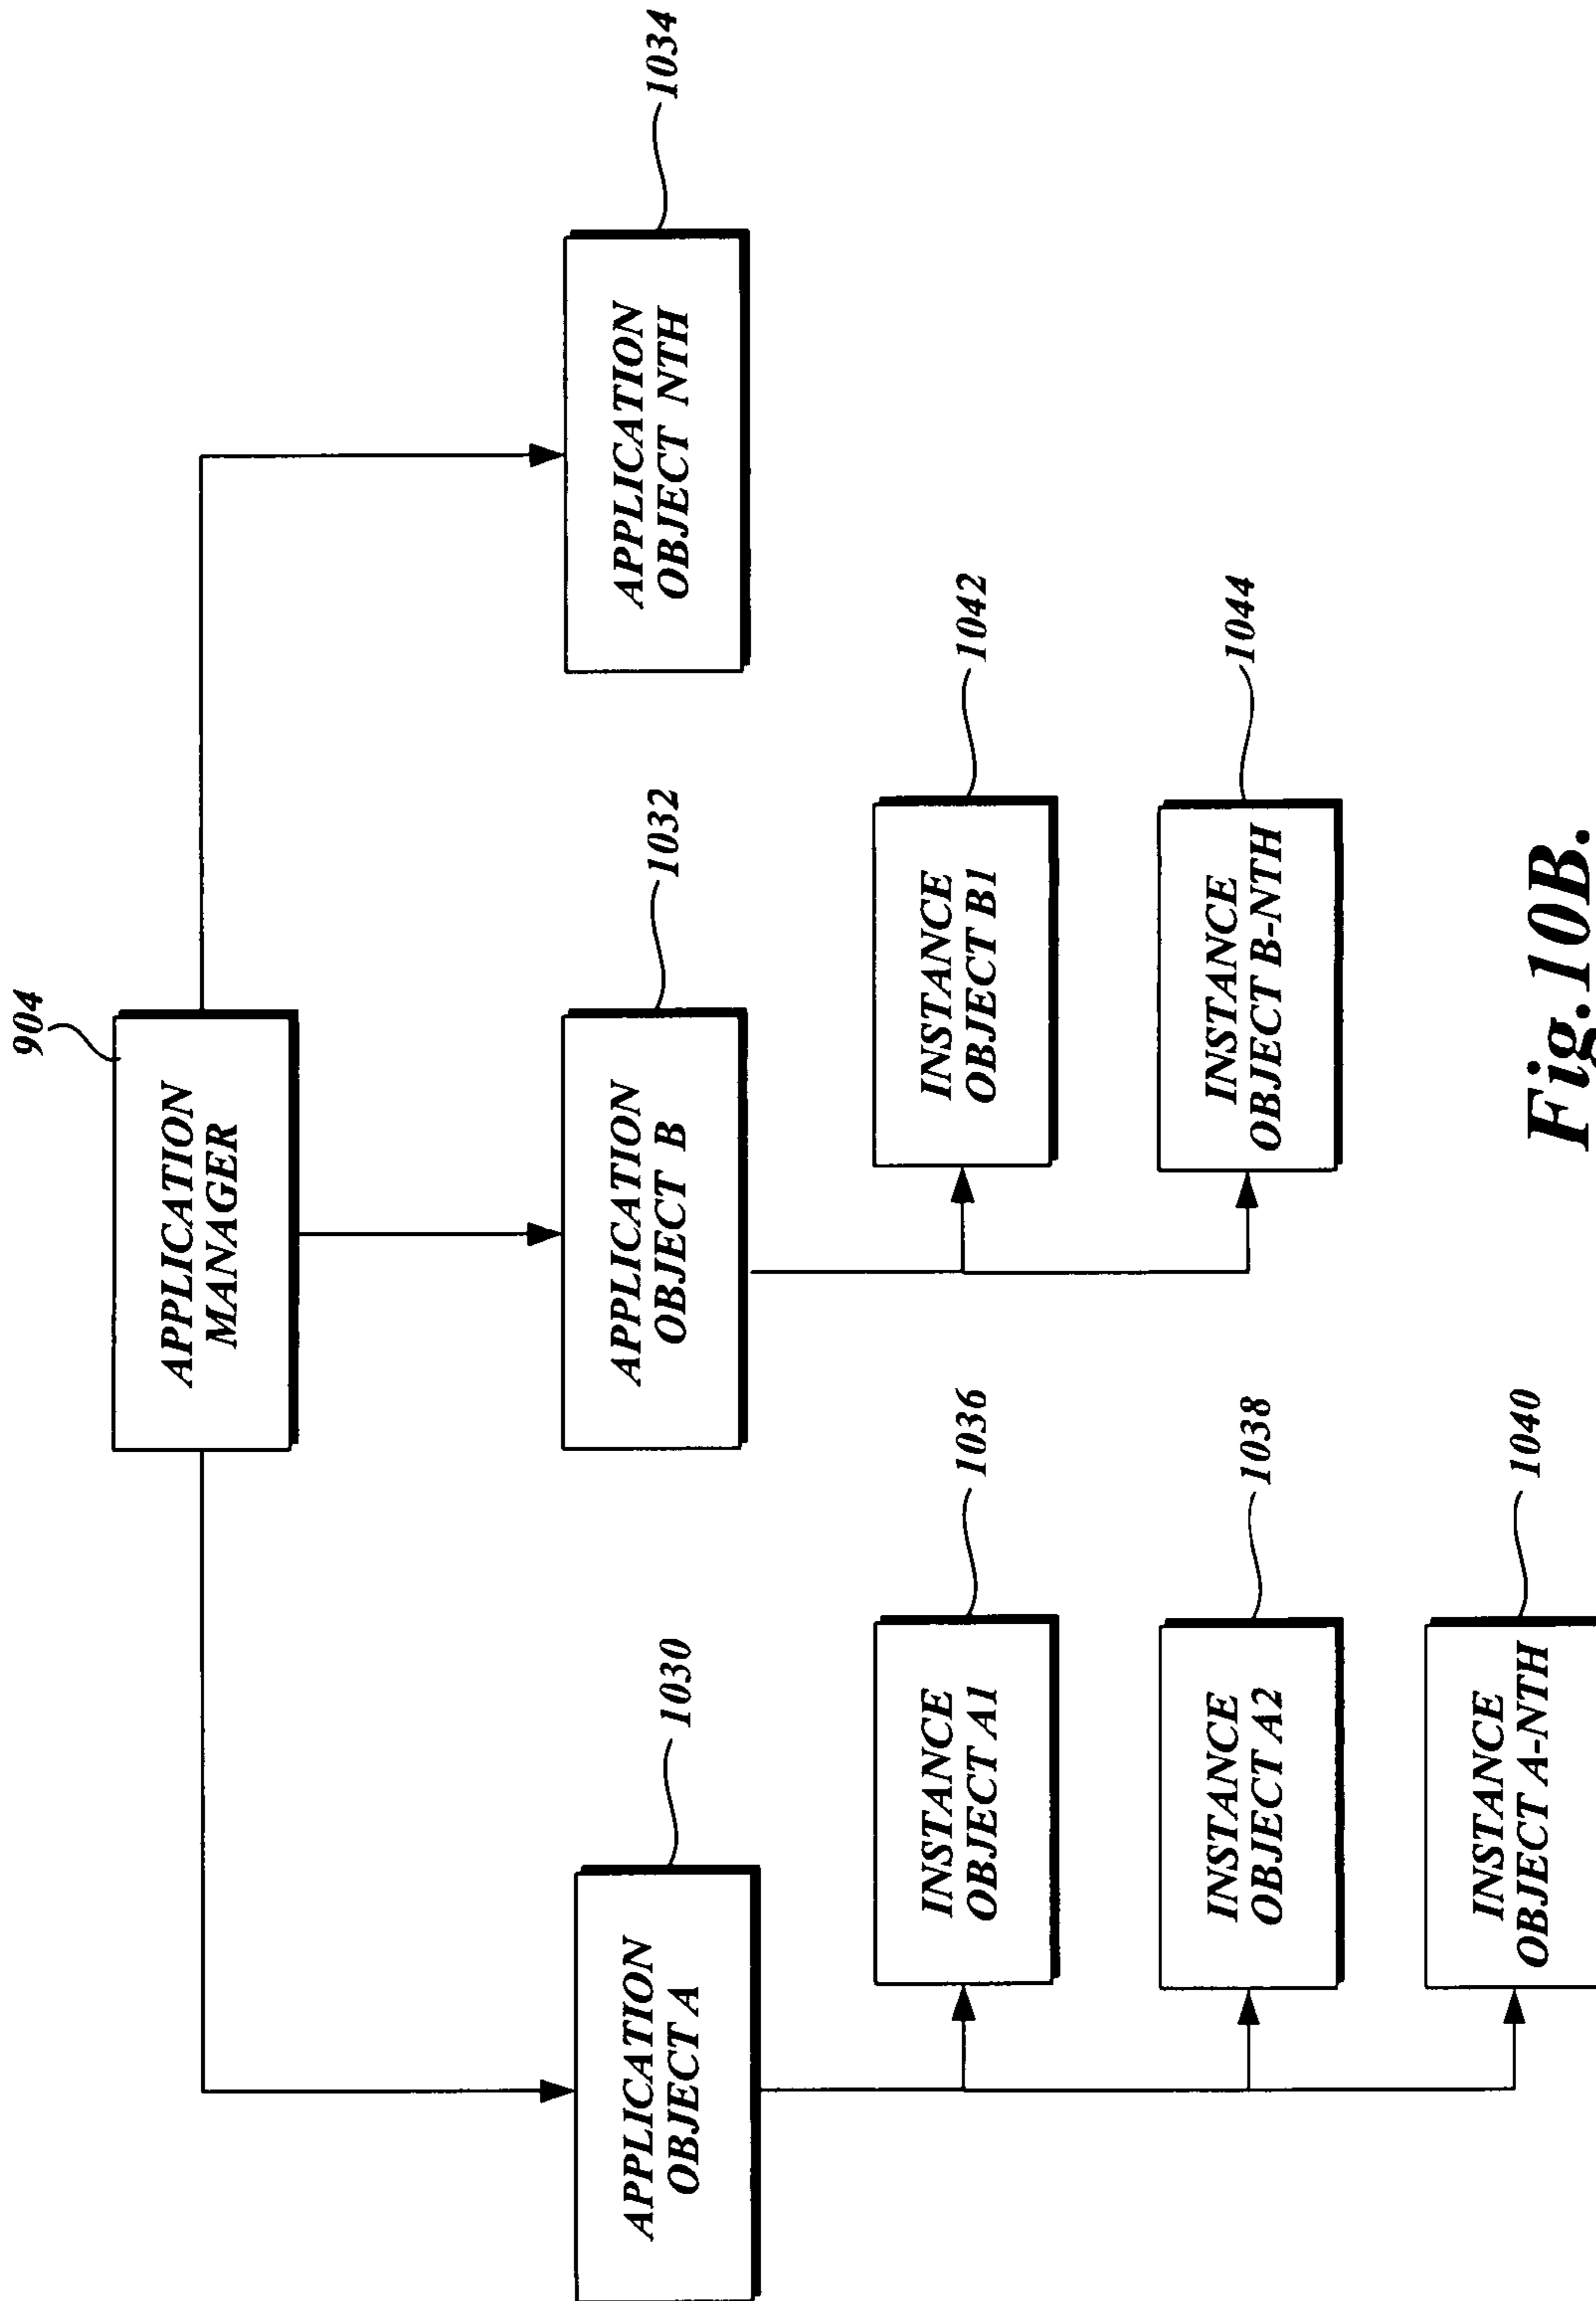 904
APPLICATION
MANAGER
1030
APPLICATION
OBJECT A
1032
APPLICATION
OBJECT B
1034
APPLICATION
OBJECT NTH
1036
INSTANCE
OBJECT A1
1042
INSTANCE
OBJECT B1
1038
INSTANCE
OBJECT A2
1044
INSTANCE
OBJECT B-NTH
1040
INSTANCE
OBJECT A-NTH
Fig.10B.